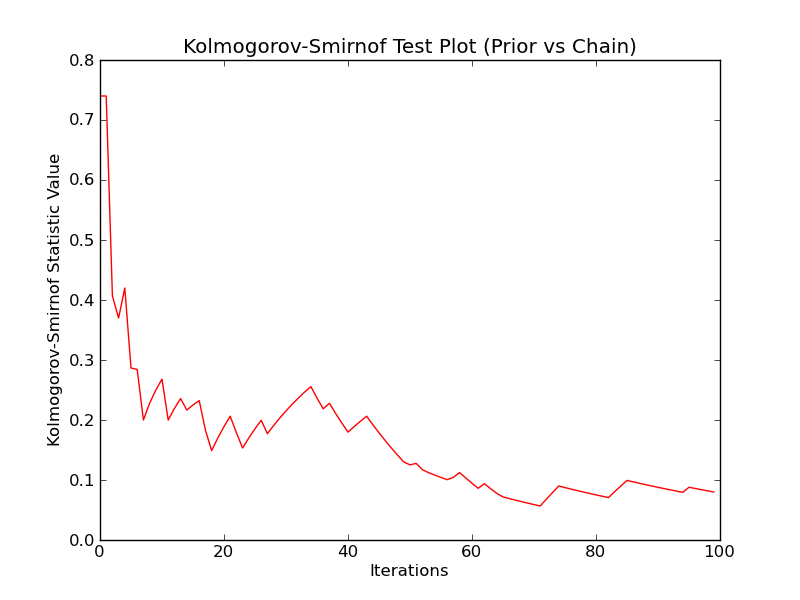 Kolmogorov-Smirnof Test Plot (Prior vs Chain)
0.8
0.7
0.6
0.5
0.4
0.3
0.2
0.1
0.0
Kolmogorov-Smirnof Statistic Value
0 20 40 60 80 100
Iterations